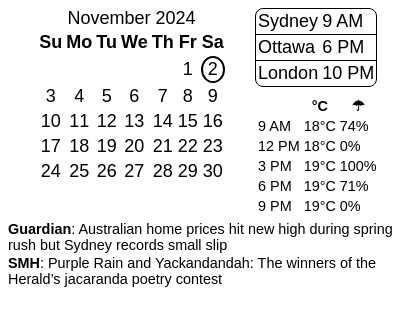 November 2024
Su Mo Tu We Th Fr Sa
1 2
3 4 5 6 7 8 9
10 11 12 13 14 15 16
17 18 19 20 21 22 23
24 25 26 27 28 29 30
Sydney 9 AM
Ottawa 6 PM
London 10 PM
°C ☂
9 AM 18°C 74%
12 PM 18°C 0%
3 PM 19°C 100%
6 PM 19°C 71%
9 PM 19°C 0%
Guardian: Australian home prices hit new high during spring
rush but Sydney records small slip
SMH: Purple Rain and Yackandandah: The winners of the
Herald’s jacaranda poetry contest